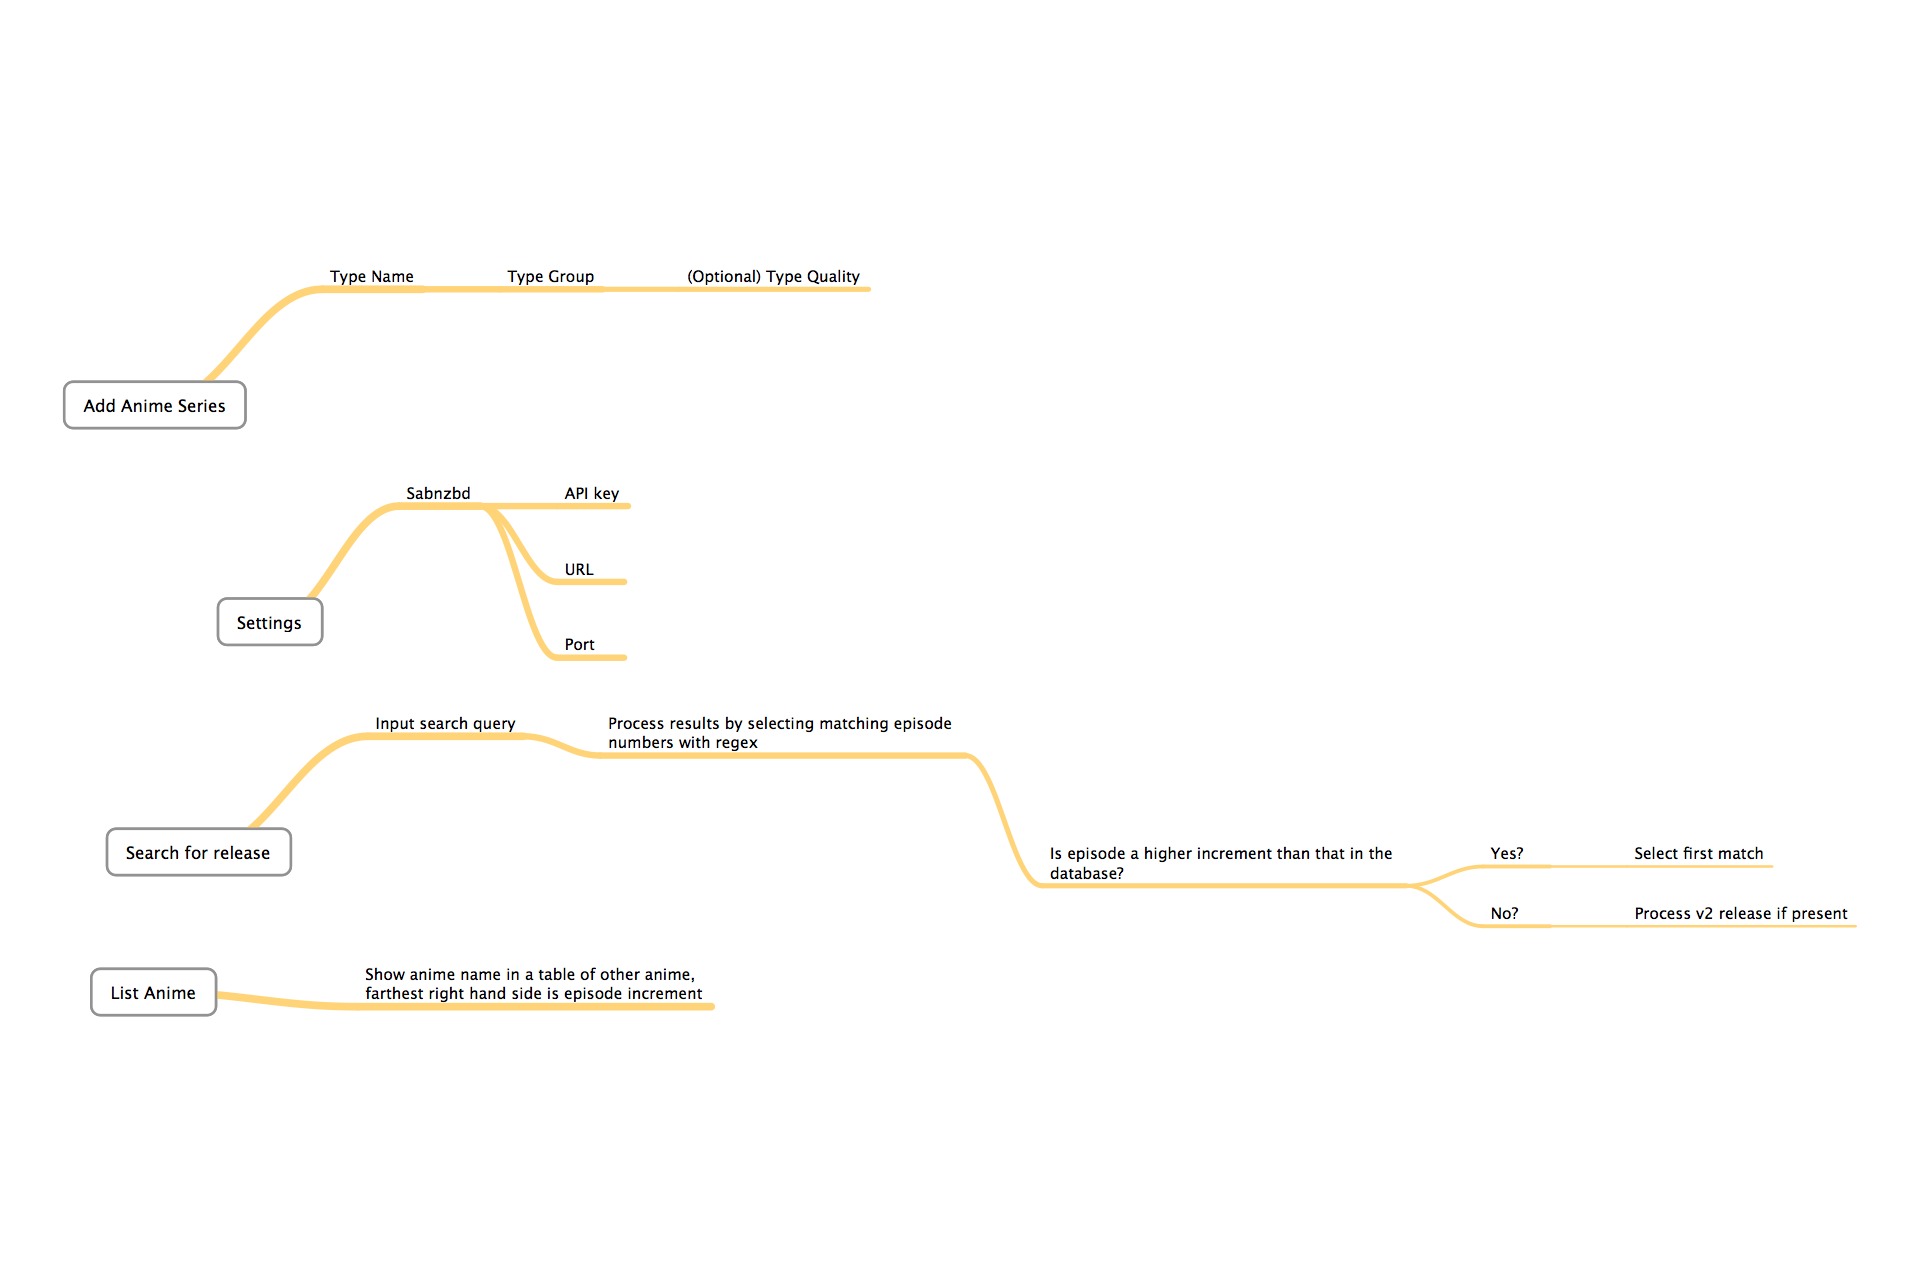 Type Name
Type Group
(Optional) Type Quality
Add Anime Series
Sabnzbd
API key
URL
Settings
Port
Input search query
Process results by selecting matching episode
numbers with regex
Search for release
Is episode a higher increment than that in the
database?
Yes?
Select first match
No?
Process v2 release if present
List Anime
Show anime name in a table of other anime,
farthest right hand side is episode increment